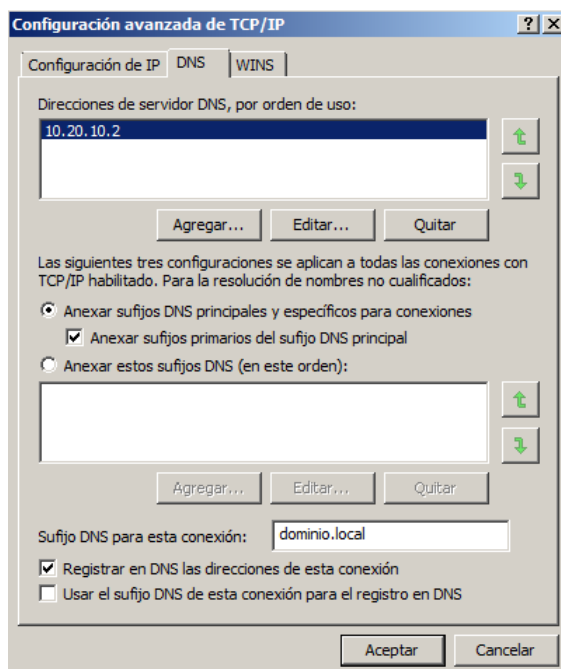 Configuración avanzada de TCP/IP
Configuración de IP DNS WINS
Direcciones de servidor DNS, por orden de uso:
10.20.10.2
Agregar... Editar... Quitar
Las siguientes tres configuraciones se aplican a todas las conexiones con
TCP/IP habilitado. Para la resolución de nombres no cualificados:
Anexar sufijos DNS principales y específicos para conexiones
Anexar sufijos primarios del sufijo DNS principal
Anexar estos sufijos DNS (en este orden):
Agregar... Editar... Quitar
Sufijo DNS para esta conexión: dominio.local
Registrar en DNS las direcciones de esta conexión
Usar el sufijo DNS de esta conexión para el registro en DNS
Aceptar Cancelar